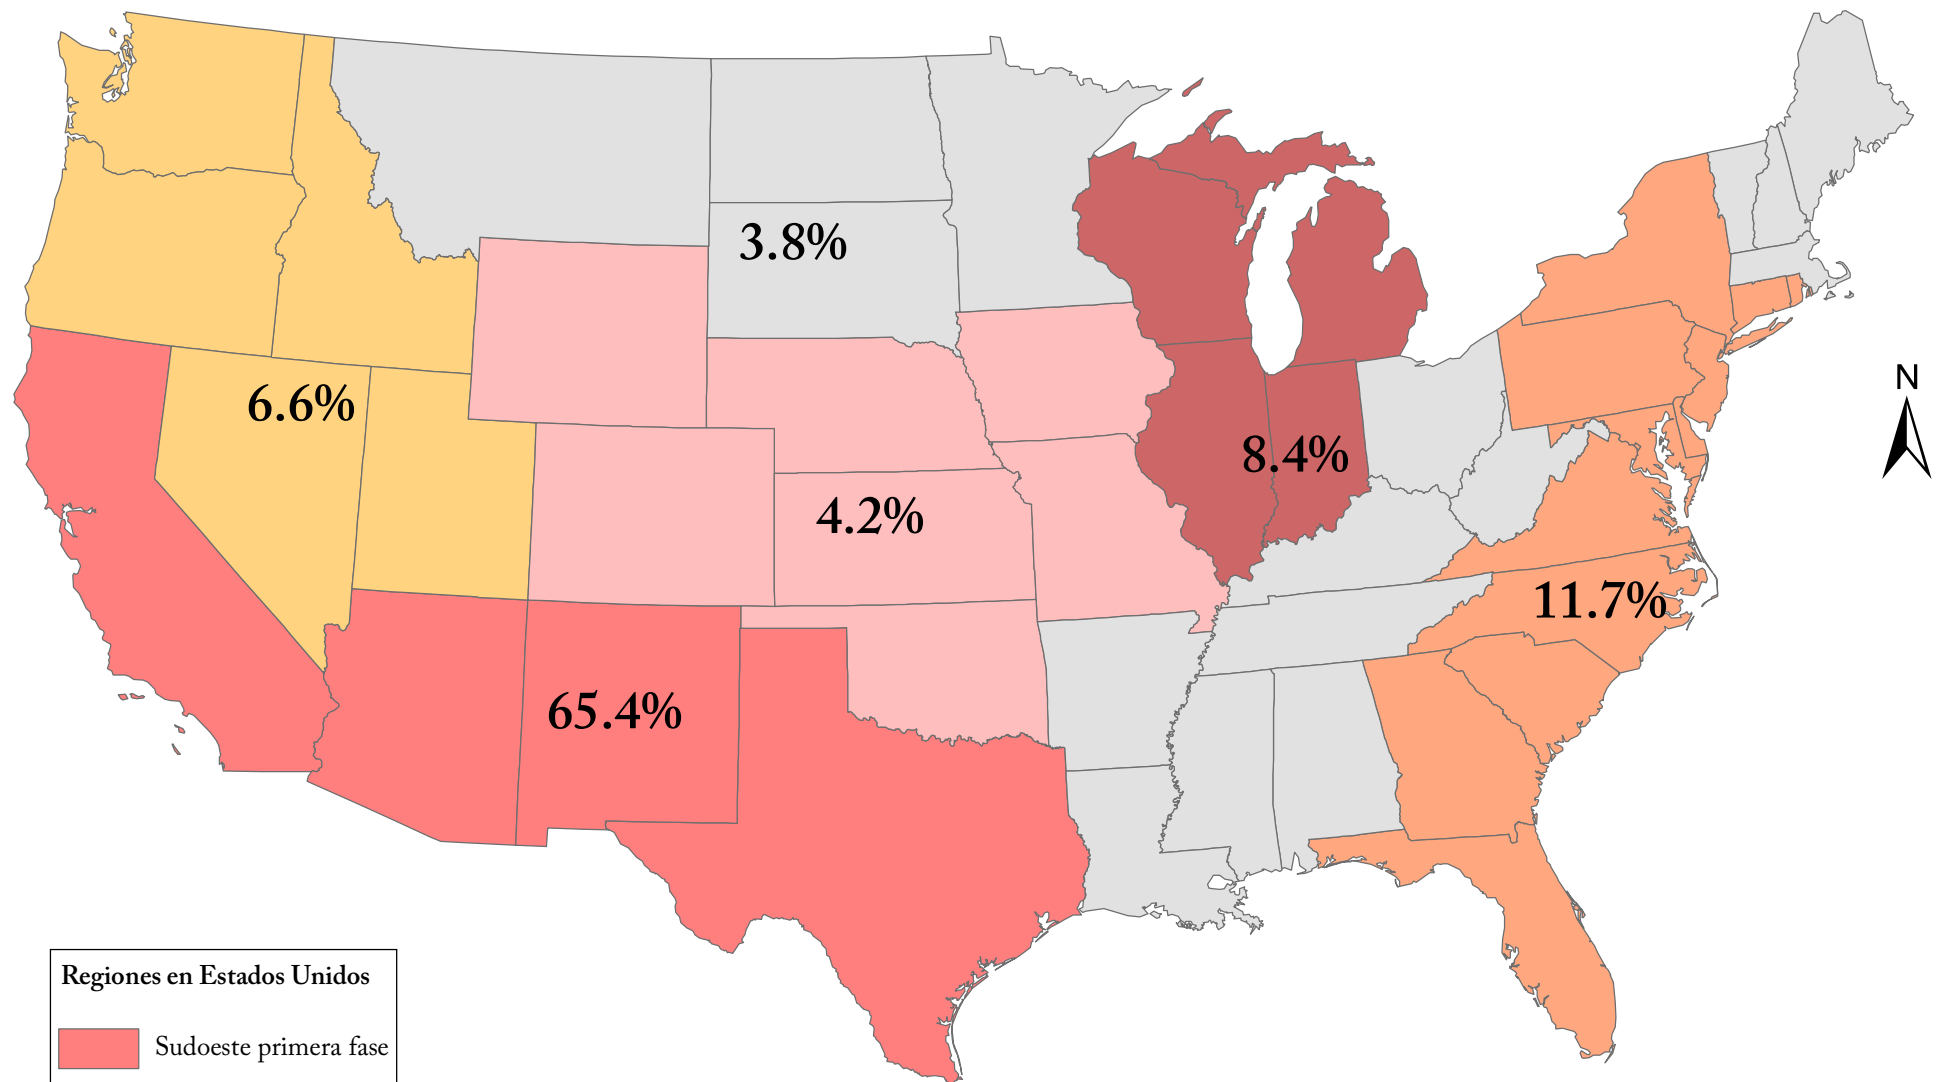 N
3.8%
6.6%
8.4%
4.2%
11.7%
65.4%
Regiones en Estados Unidos
Sudoeste primera fase